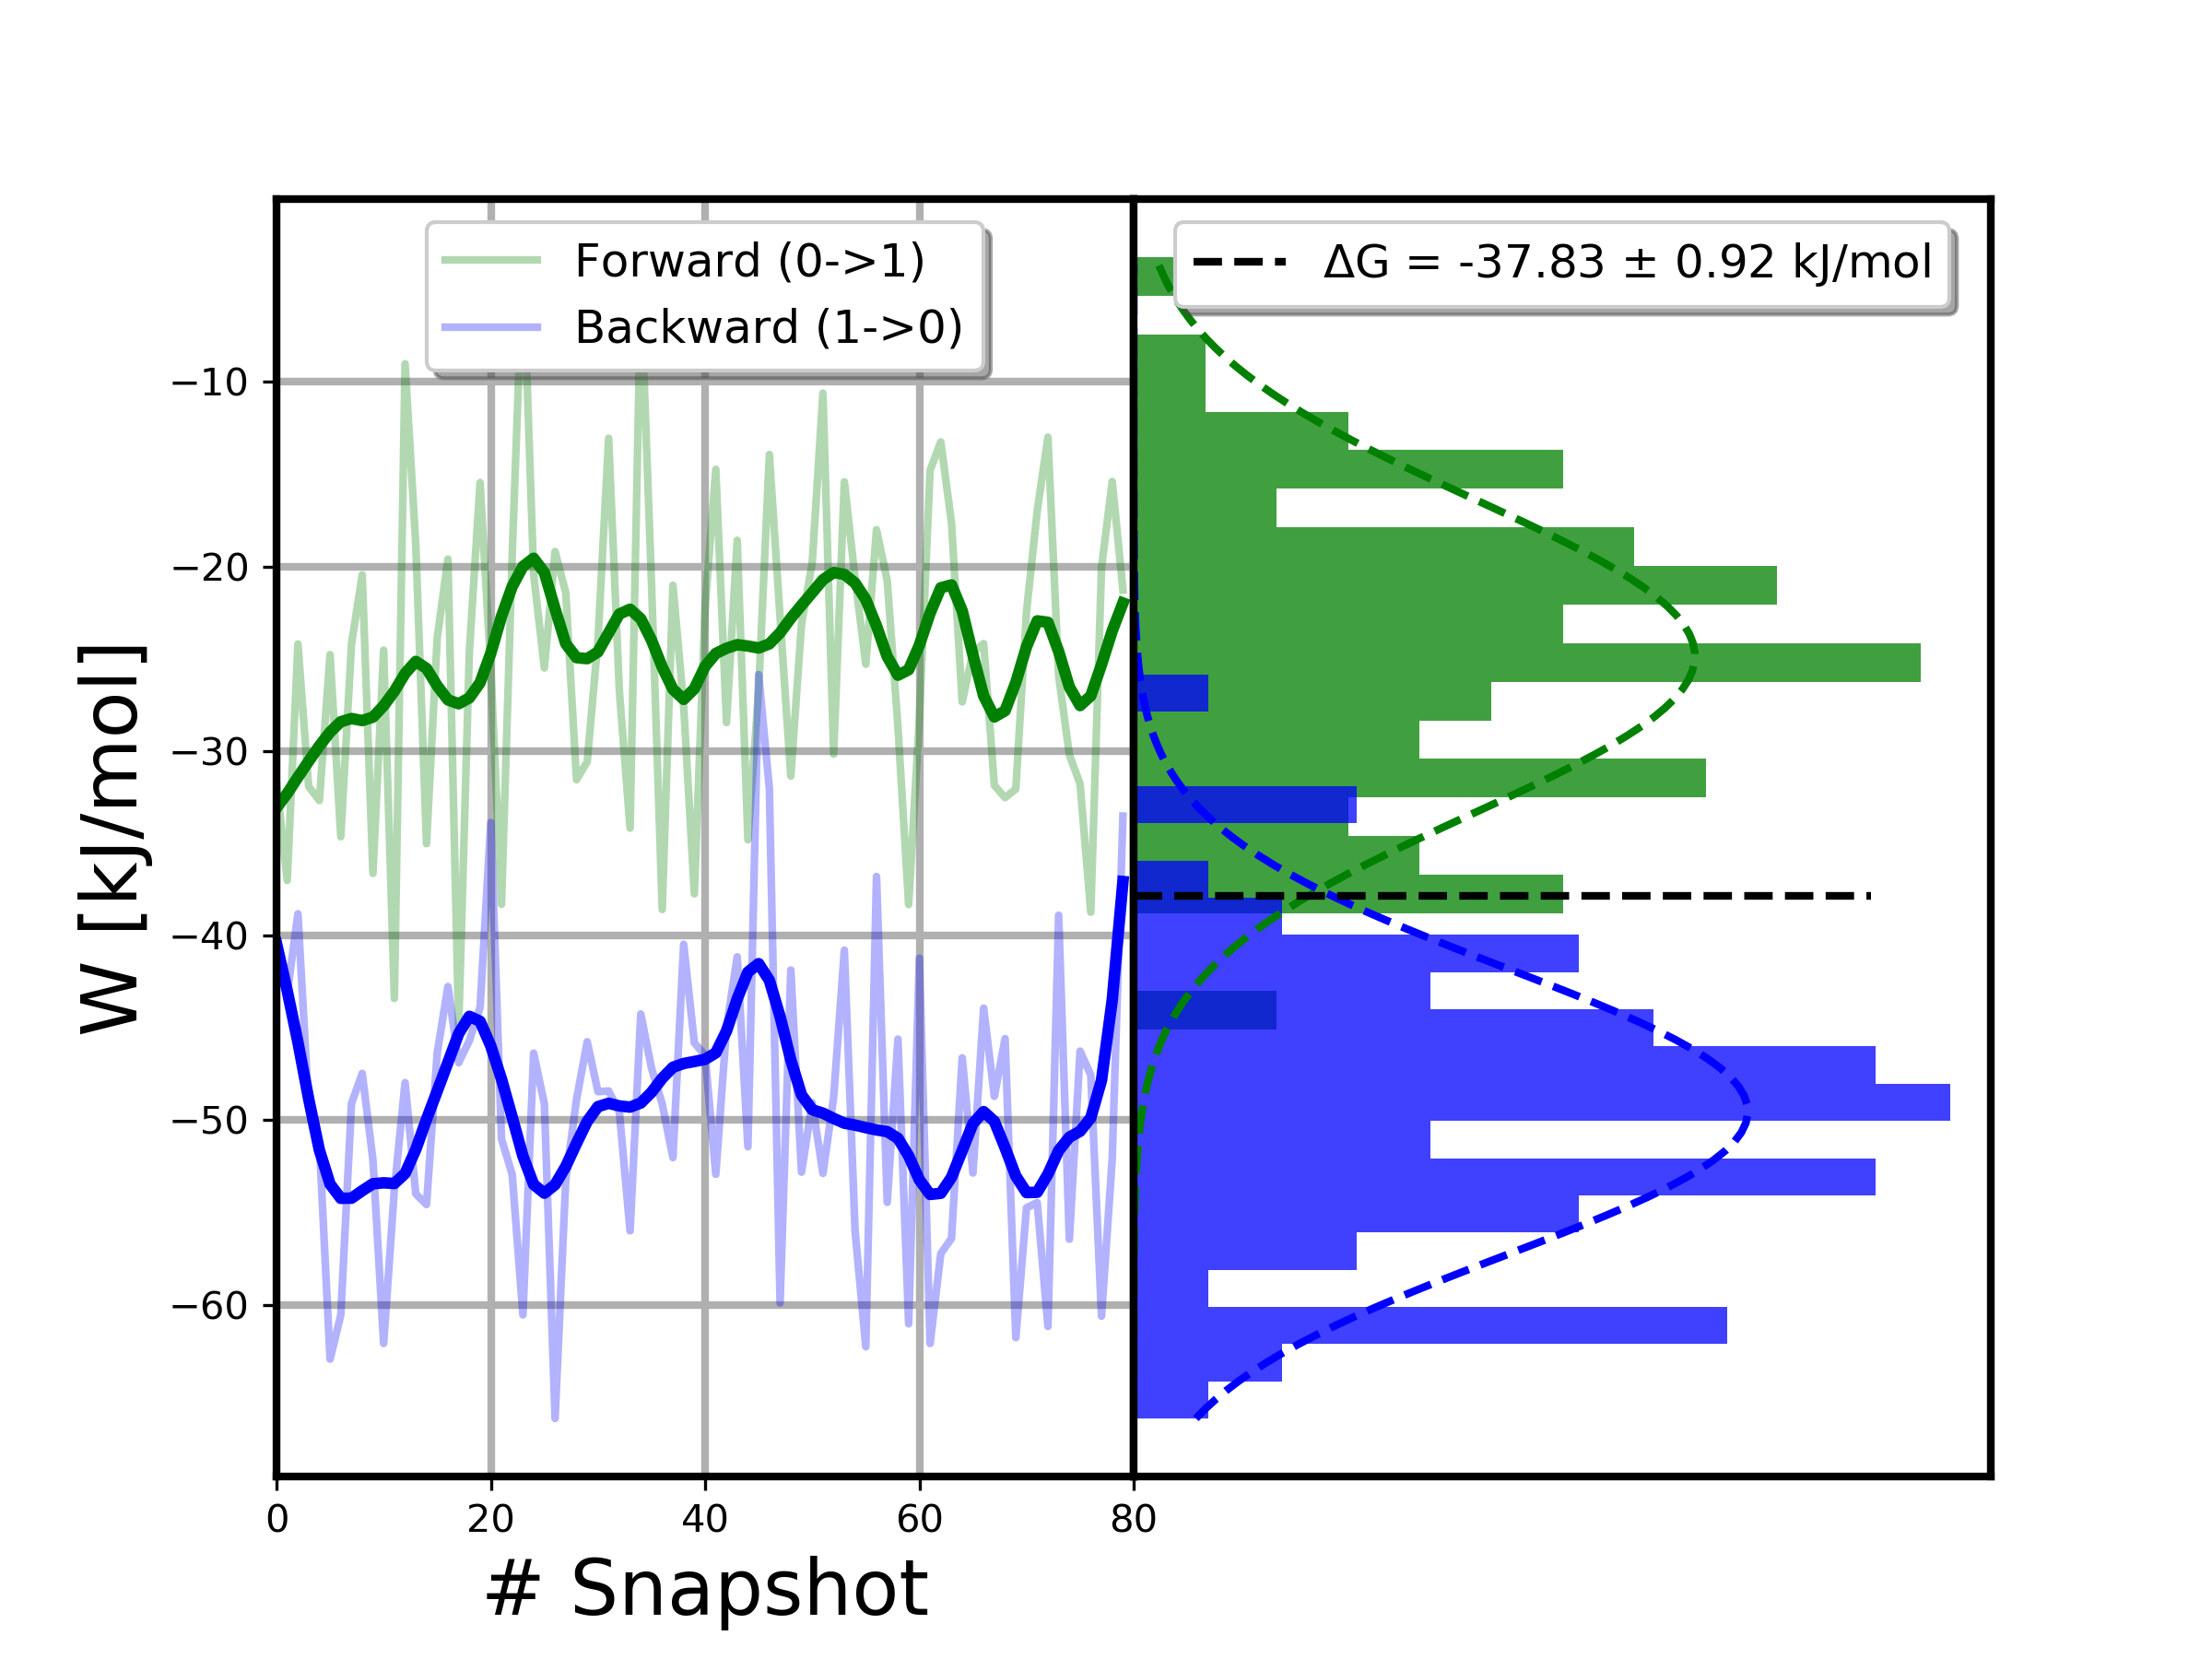 Forward (0->1)
Backward (1->0)
ΔG = -37.83 ± 0.92 kJ/mol
W [kJ/mol]
−10
−20
−30
−40
−50
−60
0 20 40 60 80
# Snapshot